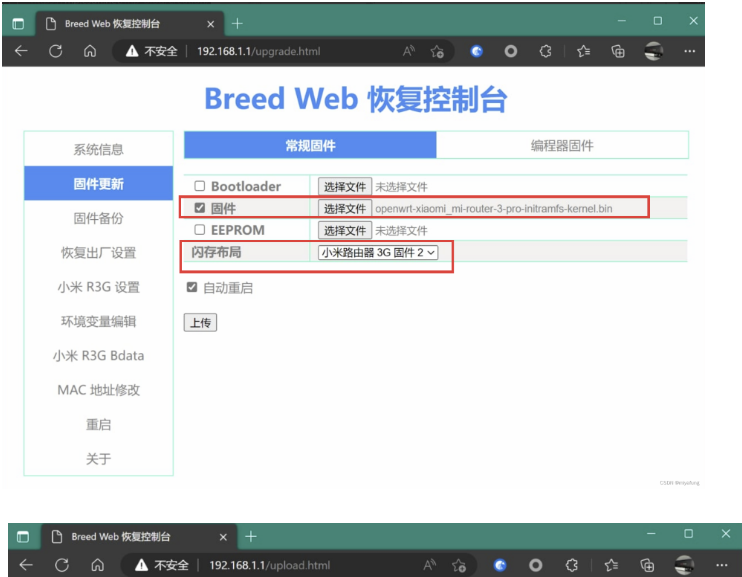 Breed Web 恢复控制台
不安全 192.168.1.1/upgrade.html
Breed Web 恢复控制台
系统信息
固件更新
固件备份
恢复出厂设置
小米 R3G 设置
环境变量编辑
小米 R3G Bdata
MAC 地址修改
重启
关于
常规固件 编程器固件
Bootloader 选择文件 未选择文件
固件 选择文件 openwrt-xiaomi_mi-router-3-pro-initramfs-kernel.bin
EEPROM 选择文件 未选择文件
闪存布局 小米路由器 3G 固件 2
自动重启
上传
Breed Web 恢复控制台
不安全 192.168.1.1/upload.html